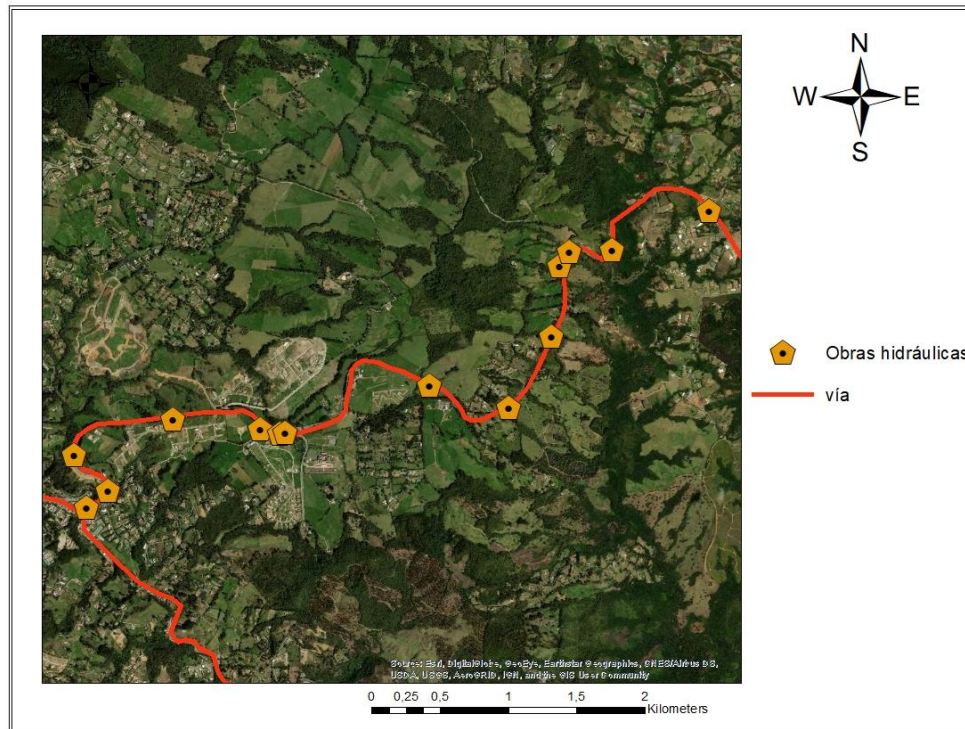 N
W E
S
Obras hidráulicas
vía
Source: Esri, DigitalGlobe, GeoEye, Earthstar Geographics, CNES/Airbus DS,
USDA, USGS, AeroGRID, IGN, and the GIS User Community
0 0,25 0,5 1 1,5 2
Kilometers